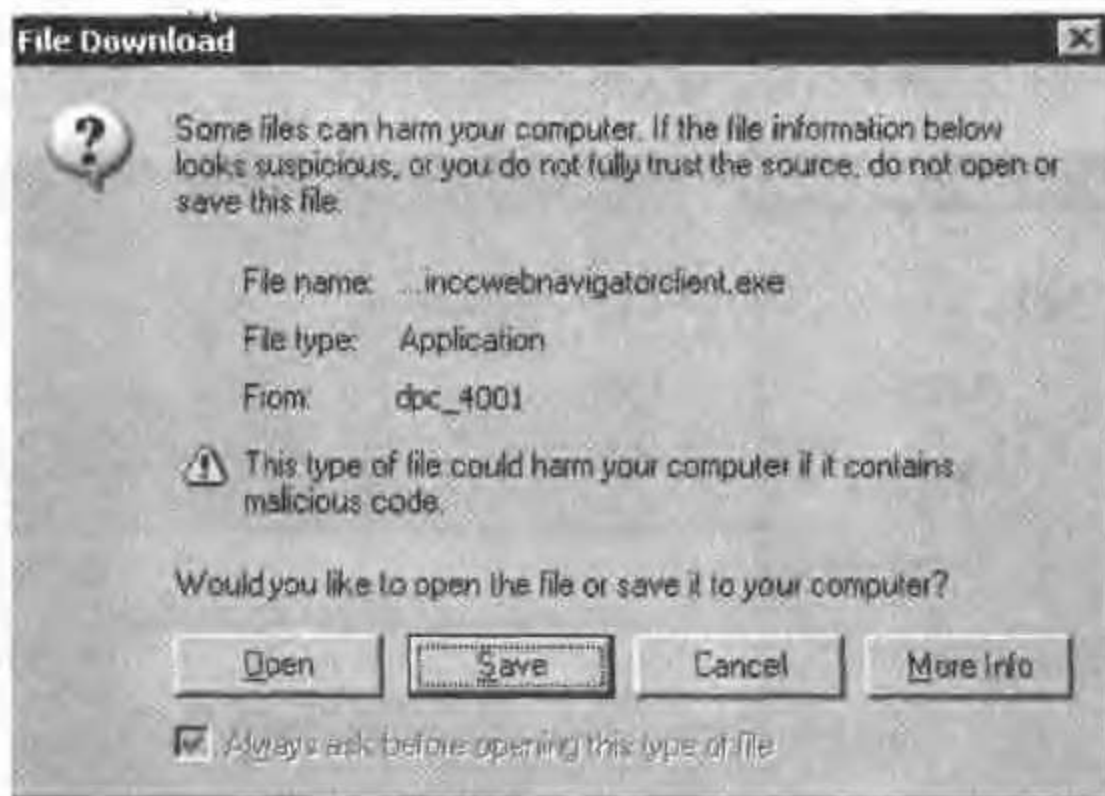 File Download
Some files can harm your computer. If the file information below
looks suspicious, or you do not fully trust the source, do not open or
save this file.
File name: ...inccwebnavigatorclient.exe
File type: Application
From: dpc_4001
This type of file could harm your computer if it contains
malicious code.
Would you like to open the file or save it to your computer?
Open Save Cancel More Info
Always ask before opening this type of file